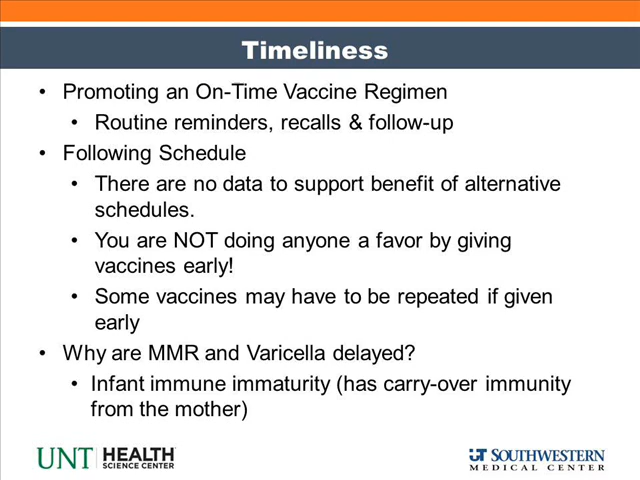 Timeliness
• Promoting an On-Time Vaccine Regimen
• Routine reminders, recalls & follow-up
• Following Schedule
• There are no data to support benefit of alternative
schedules.
• You are NOT doing anyone a favor by giving
vaccines early!
• Some vaccines may have to be repeated if given
early
• Why are MMR and Varicella delayed?
• Infant immune immaturity (has carry-over immunity
from the mother)
UNT HEALTH
SCIENCE CENTER
UT SOUTHWESTERN
MEDICAL CENTER